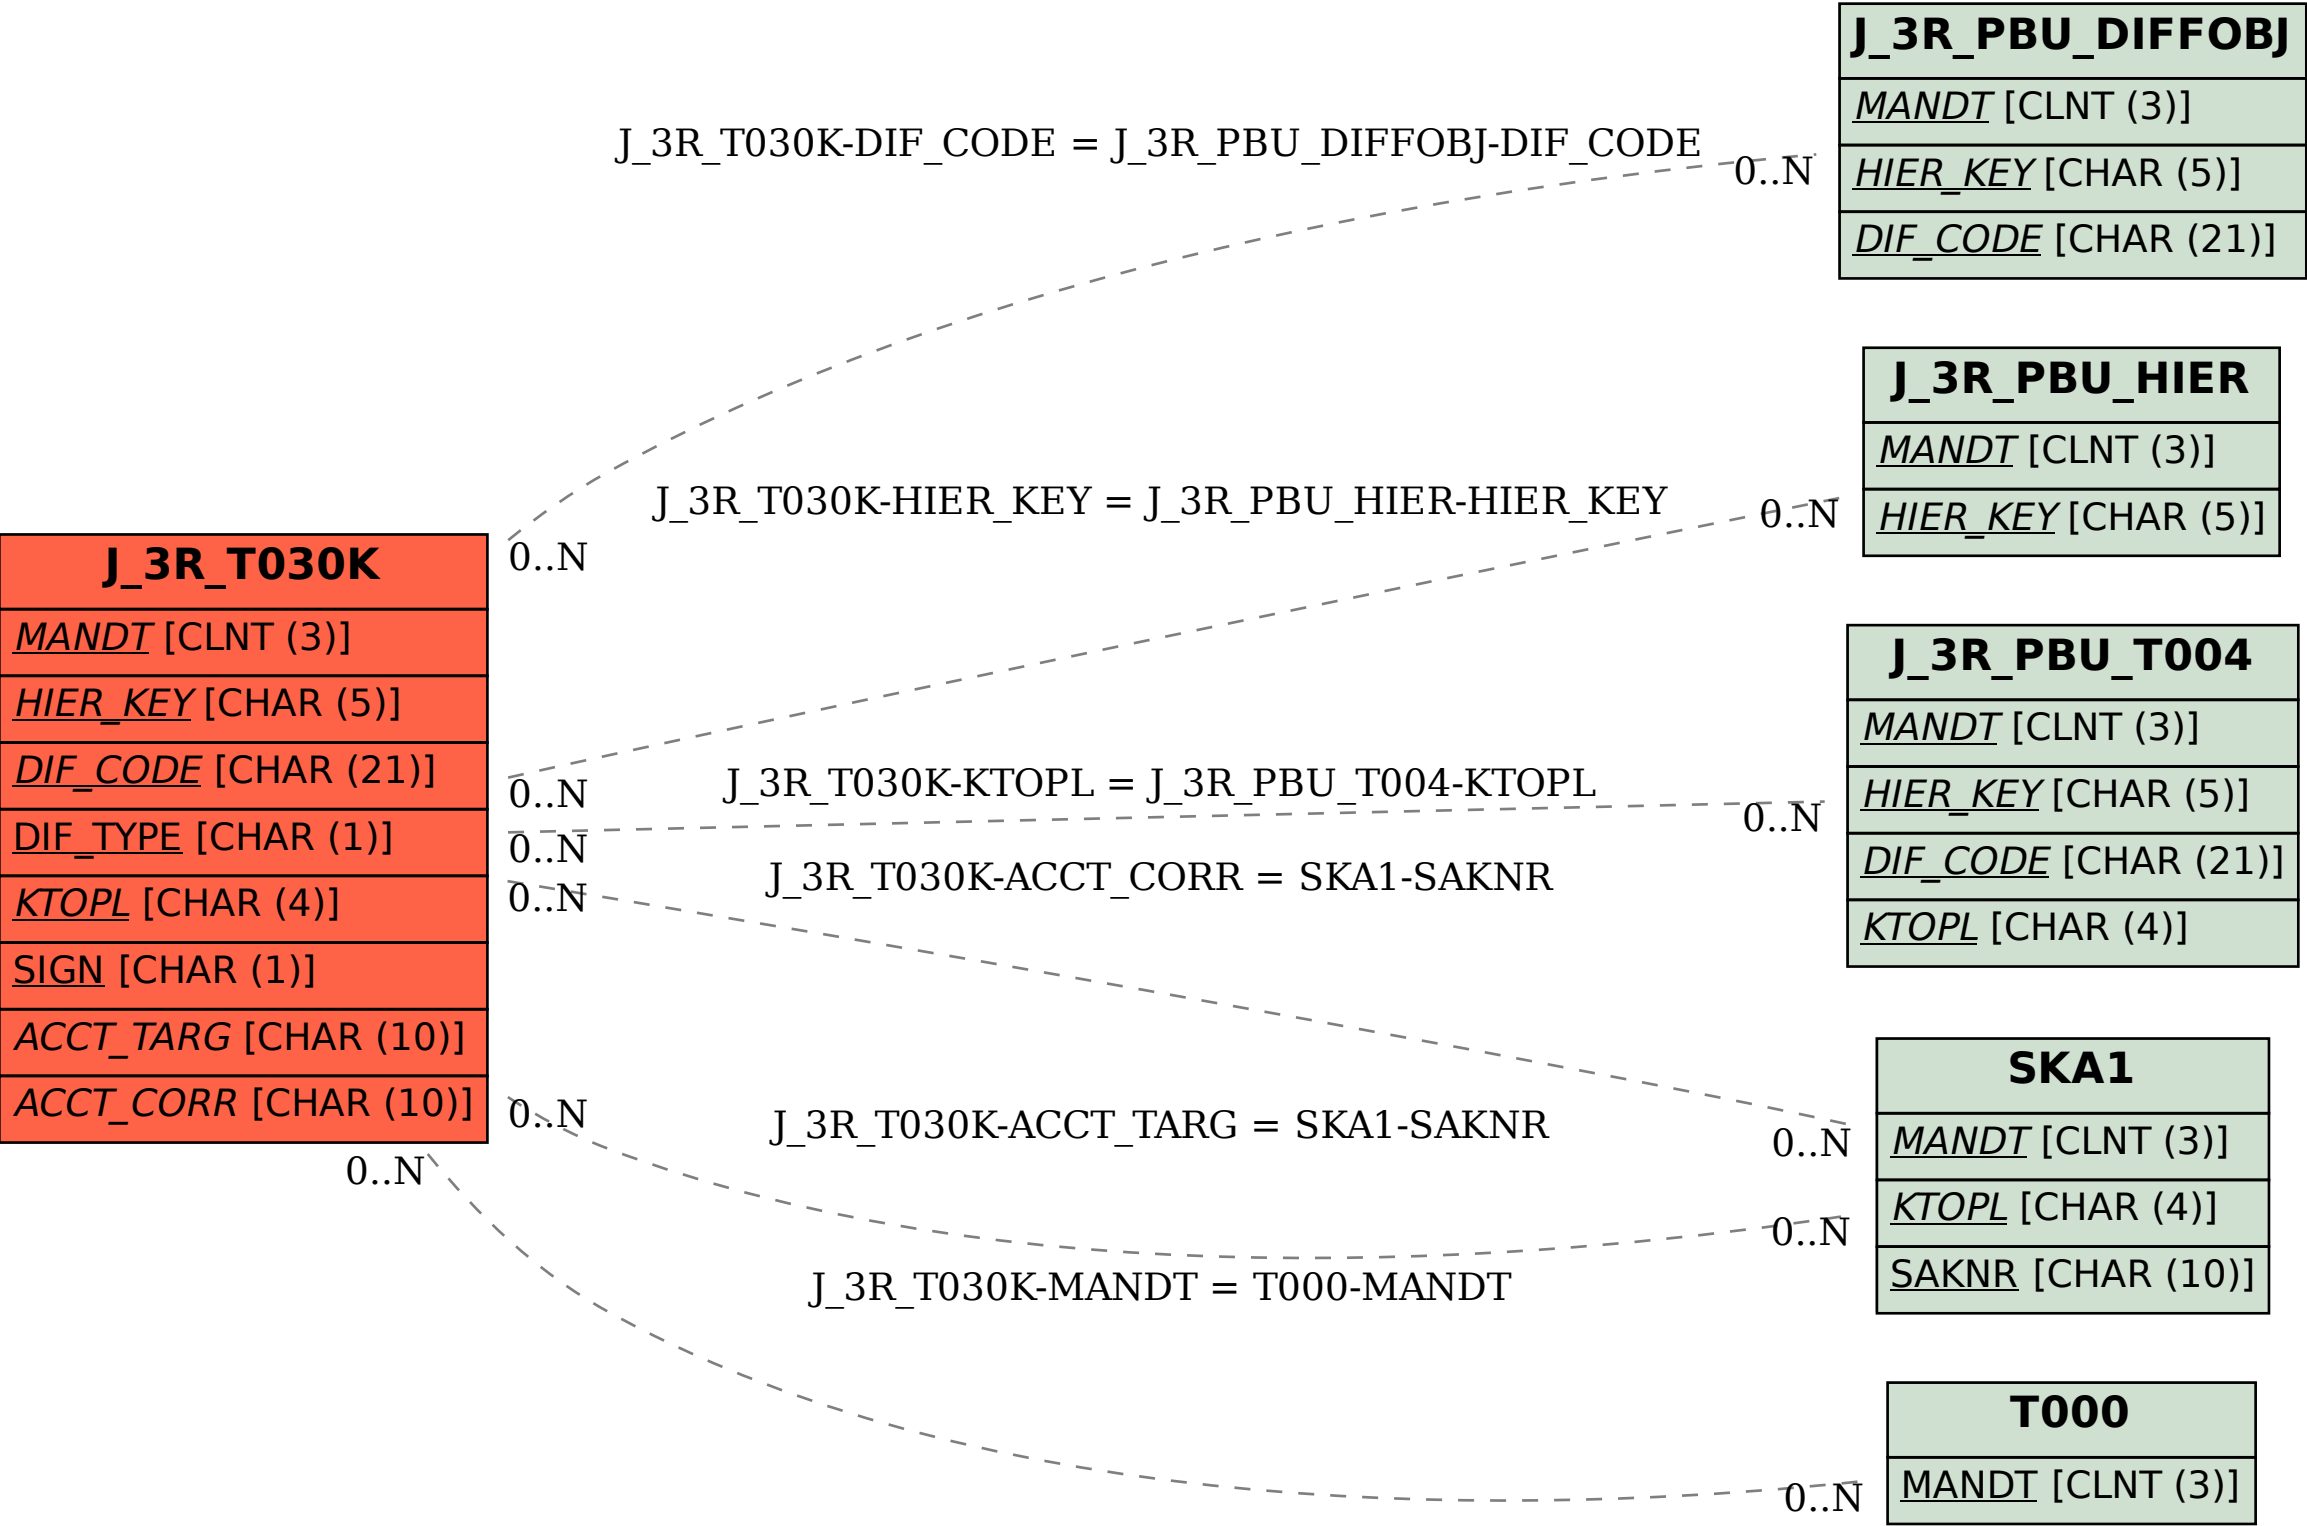 J_3R_T030K
MANDT [CLNT (3)]
HIER_KEY [CHAR (5)]
DIF_CODE [CHAR (21)]
DIF_TYPE [CHAR (1)]
KTOPL [CHAR (4)]
SIGN [CHAR (1)]
ACCT_TARG [CHAR (10)]
ACCT_CORR [CHAR (10)]
J_3R_T030K-DIF_CODE = J_3R_PBU_DIFFOBJ-DIF_CODE
0..N
0..N
J_3R_T030K-HIER_KEY = J_3R_PBU_HIER-HIER_KEY
0..N
0..N
J_3R_T030K-KTOPL = J_3R_PBU_T004-KTOPL
0..N
0..N
J_3R_T030K-ACCT_CORR = SKA1-SAKNR
0..N
0..N
J_3R_T030K-ACCT_TARG = SKA1-SAKNR
0..N
0..N
J_3R_T030K-MANDT = T000-MANDT
0..N
0..N
J_3R_PBU_DIFFOBJ
MANDT [CLNT (3)]
HIER_KEY [CHAR (5)]
DIF_CODE [CHAR (21)]
J_3R_PBU_HIER
MANDT [CLNT (3)]
HIER_KEY [CHAR (5)]
J_3R_PBU_T004
MANDT [CLNT (3)]
HIER_KEY [CHAR (5)]
DIF_CODE [CHAR (21)]
KTOPL [CHAR (4)]
SKA1
MANDT [CLNT (3)]
KTOPL [CHAR (4)]
SAKNR [CHAR (10)]
T000
MANDT [CLNT (3)]